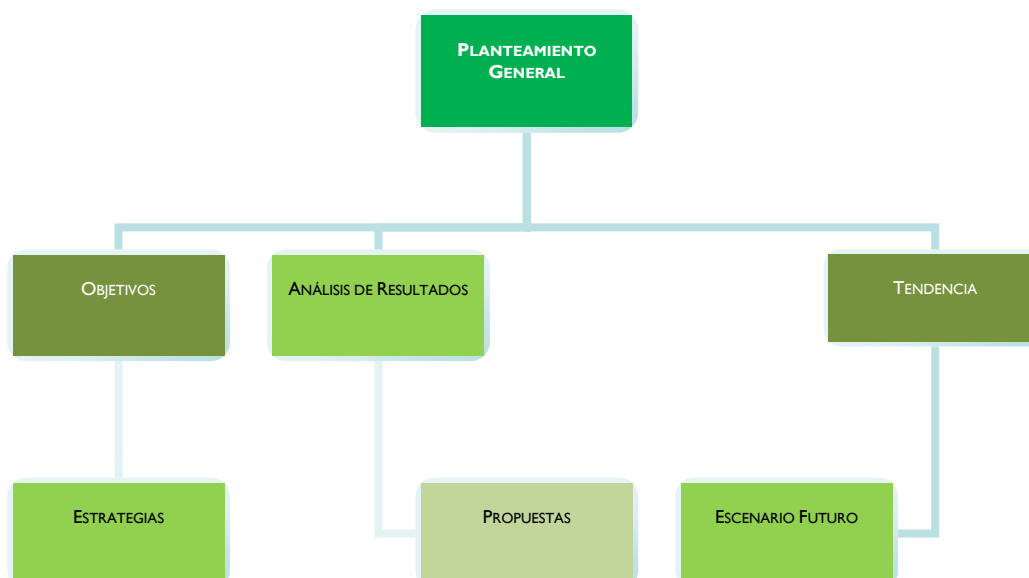 PLANTEAMIENTO
GENERAL
OBJETIVOS
ANÁLISIS DE RESULTADOS
TENDENCIA
ESTRATEGIAS
PROPUESTAS
ESCENARIO FUTURO